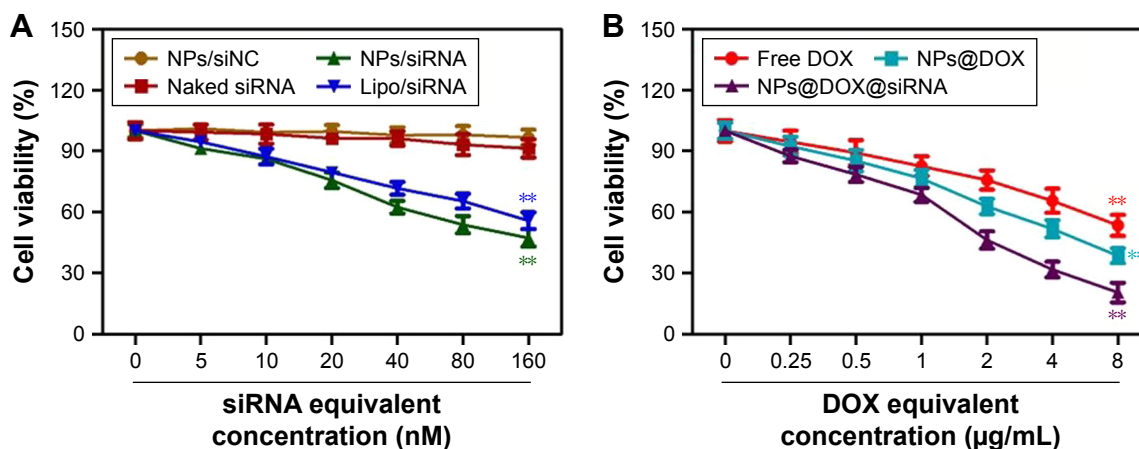 A
Cell viability (%)
150
120
90
60
30
0
NPs/siNC
NPs/siRNA
Naked siRNA
Lipo/siRNA
**
**
0 5 10 20 40 80 160
siRNA equivalent
concentration (nM)
B
Cell viability (%)
150
120
90
60
30
0
Free DOX
NPs@DOX
NPs@DOX@siRNA
**
**
**
0 0.25 0.5 1 2 4 8
DOX equivalent
concentration (µg/mL)